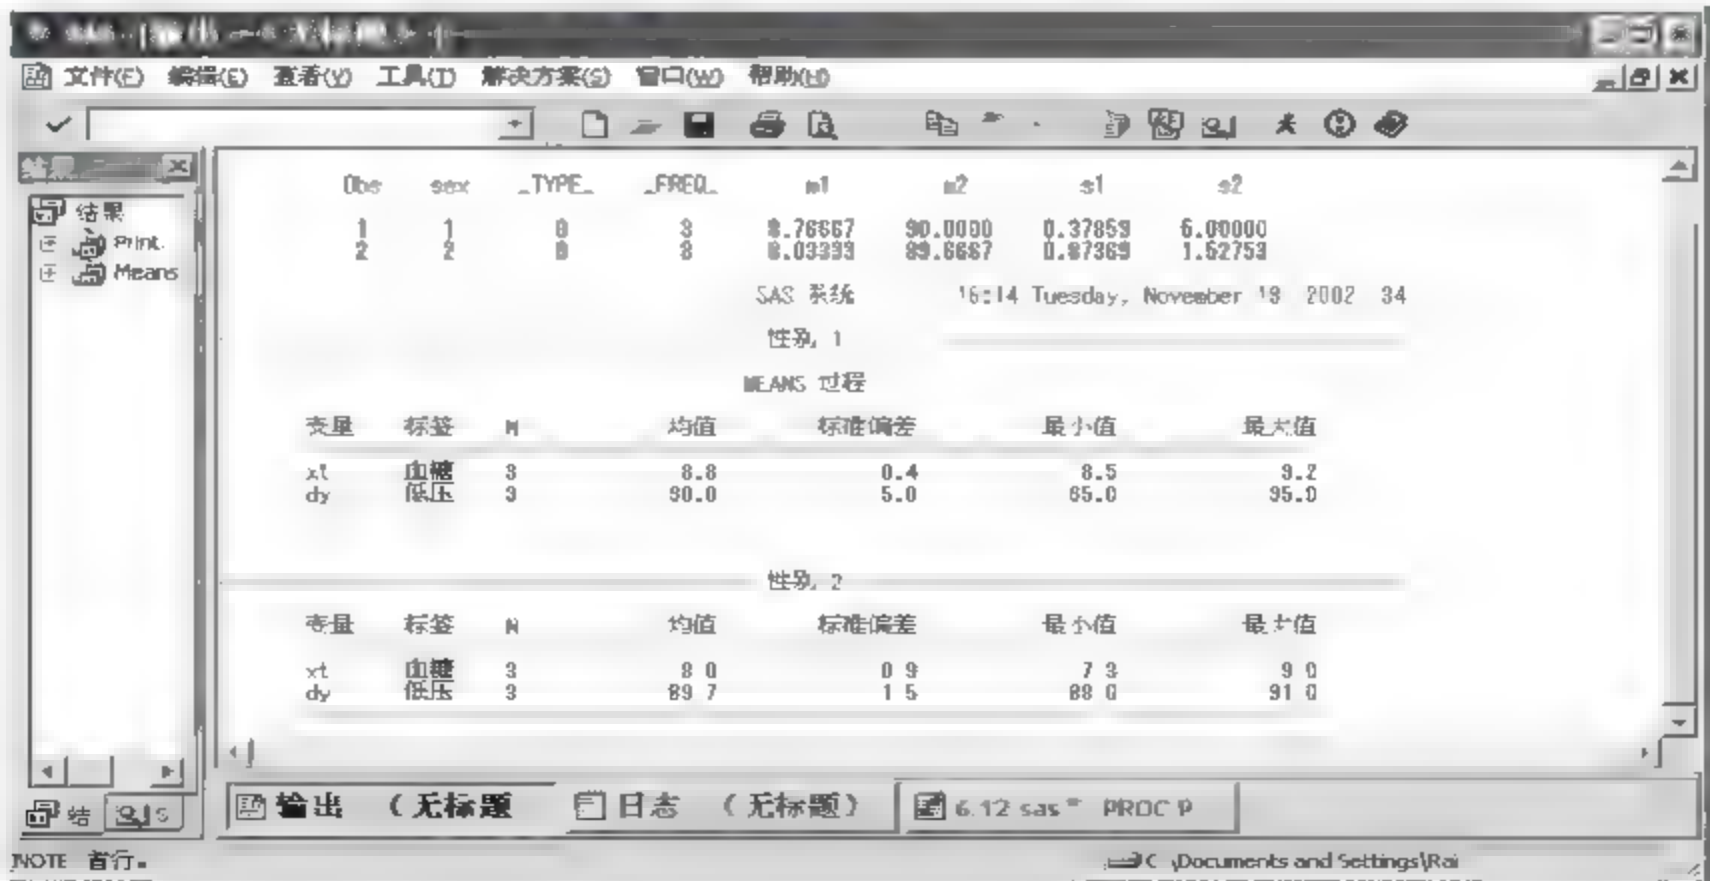 文件(F) 编辑(E) 查看(V) 工具(T) 解决方案(S) 窗口(W) 帮助(H)
结果
结果
Print.
Means
Obs sex _TYPE_ _FREQ_ m1 m2 s1 s2
1 1 0 3 8.76667 90.0000 0.37859 5.00000
2 2 0 3 8.03333 89.6667 0.87369 1.52753
SAS 系统 16:14 Tuesday, November 19 2002 34
性别 1
MEANS 过程
变量 标签 N 均值 标准偏差 最小值 最大值
xt 血糖 3 8.8 0.4 8.5 9.2
dy 低压 3 90.0 5.0 85.0 95.0
性别 2
变量 标签 N 均值 标准偏差 最小值 最大值
xt 血糖 3 8 0 0 9 7 3 9 0
dy 低压 3 89 7 1 5 88 0 91 0
结 S
输出 (无标题 日志 (无标题) 6.12 sas * PROC P
NOTE 首行。 C \Documents and Settings\Rai